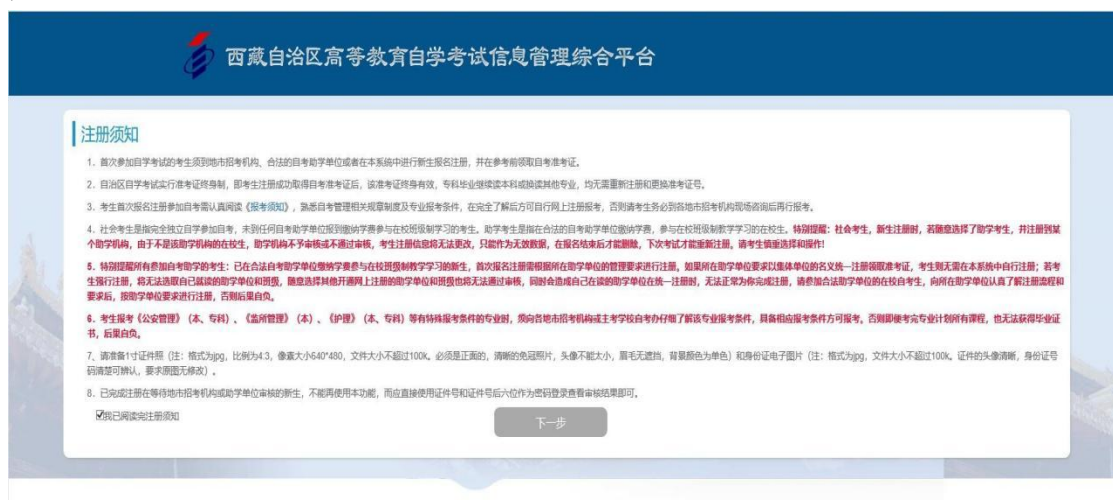 西藏自治区高等教育自学考试信息管理综合平台
注册须知
1、首次参加自学考试的考生须到地市招考机构、合法的自考助学单位或者在本系统中进行新生报名注册，并在参考前领取自考准考证。
2、自治区自学考试实行准考证终身制，即考生注册成功取得自考准考证后，该准考证终身有效，专科毕业继续读本科或换读其他专业，均无需重新注册和更换准考证号。
3、考生首次报名注册参加自考需认真阅读《报考须知》，熟悉自考管理相关规章制度及专业报考条件，在完全了解后方可自行网上注册报考，否则请考生务必到各地市招考机构现场咨询后再行报考。
4、社会考生是指完全独立自学参加自考，未到任何自考助学单位报到缴纳学费参与在校班级制学习的考生。助学考生是指在合法的自考助学单位缴纳学费，参与在校班级制教学学习的在校生。特别提醒：社会考生，新生注册时，若随意选择了助学考生，并注册到某
个助学机构，由于不是该助学机构的在校生，助学机构不予审核或不通过审核，考生注册信息将无法更改，只能作为无效数据，在报名结束后才能删除，下次考试才能重新注册，请考生慎重选择和操作!
5、特别提醒所有参加自考助学的考生：已在合法自考助学单位缴纳学费参与在校班级制教学学习的新生，首次报名注册需根据所在助学单位的管理要求进行注册。如果所在助学单位要求以集体单位的名义统一注册领取准考证，考生则无需在本系统中自行注册；若考
生强行注册，将无法选取自己就读的助学单位和班级，随意选择其他开通网上注册的助学单位和班级也将无法通过审核，同时会造成自己在读的助学单位在统一注册时，无法正常为你完成注册，请参加合法助学单位的在校自考生，向所在助学单位认真了解注册流程和
要求后，按助学单位要求进行注册，否则后果自负。
6、考生报考《公安管理》（本、专科）、《监所管理》（本）、《护理》（本、专科）等有特殊报考条件的专业时，须向各地市招考机构或主考学校自考办仔细了解该专业报考条件，具备相应报考条件方可报考。否则即使考完专业计划所有课程，也无法获得毕业证
书，后果自负。
7、请准备1寸证件照（注：格式为jpg，比例为4:3，像素大小640*480，文件大小不超过100k。必须是正面的，清晰的免冠照片，头像不能太小，眉毛无遮挡，背景颜色为单色）和身份证电子图片（注：格式为jpg，文件大小不超过100k。证件的头像清晰，身份证号
码清楚可辨认，要求原图无修改）。
8、已完成注册在等待地市招考机构或助学单位审核的新生，不能再使用本功能，而应直接使用证件号和证件号后六位作为密码登录查看审核结果即可。
我已阅读完注册须知
下一步